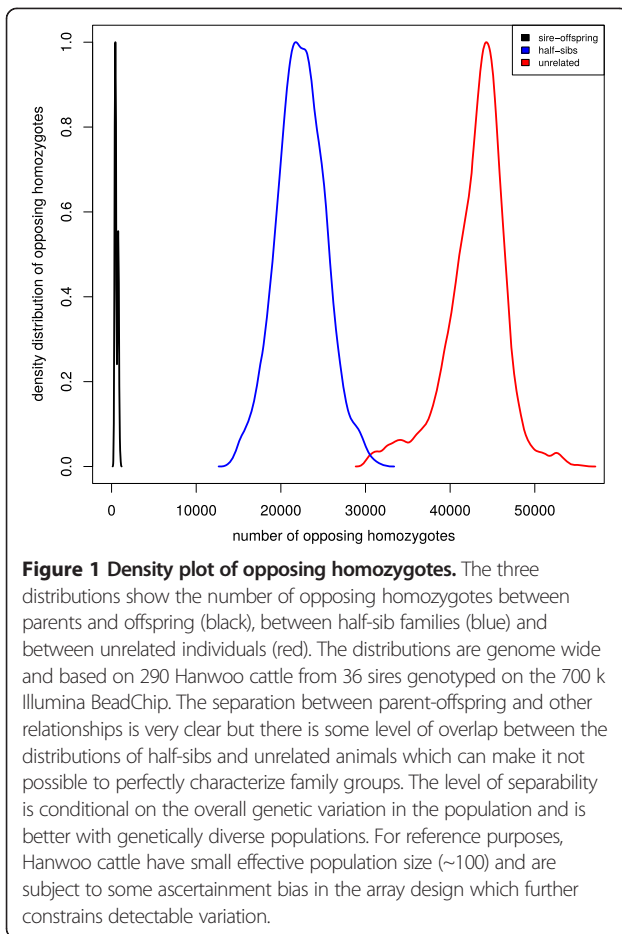 sire-offspring
half-sibs
unrelated
density distribution of opposing homozygotes
1.0
0.8
0.6
0.4
0.2
0.0
0 10000 20000 30000 40000 50000
number of opposing homozygotes
Figure 1 Density plot of opposing homozygotes. The three
distributions show the number of opposing homozygotes between
parents and offspring (black), between half-sib families (blue) and
between unrelated individuals (red). The distributions are genome wide
and based on 290 Hanwoo cattle from 36 sires genotyped on the 700 k
Illumina BeadChip. The separation between parent-offspring and other
relationships is very clear but there is some level of overlap between the
distributions of half-sibs and unrelated animals which can make it not
possible to perfectly characterize family groups. The level of separability
is conditional on the overall genetic variation in the population and is
better with genetically diverse populations. For reference purposes,
Hanwoo cattle have small effective population size (~100) and are
subject to some ascertainment bias in the array design which further
constrains detectable variation.